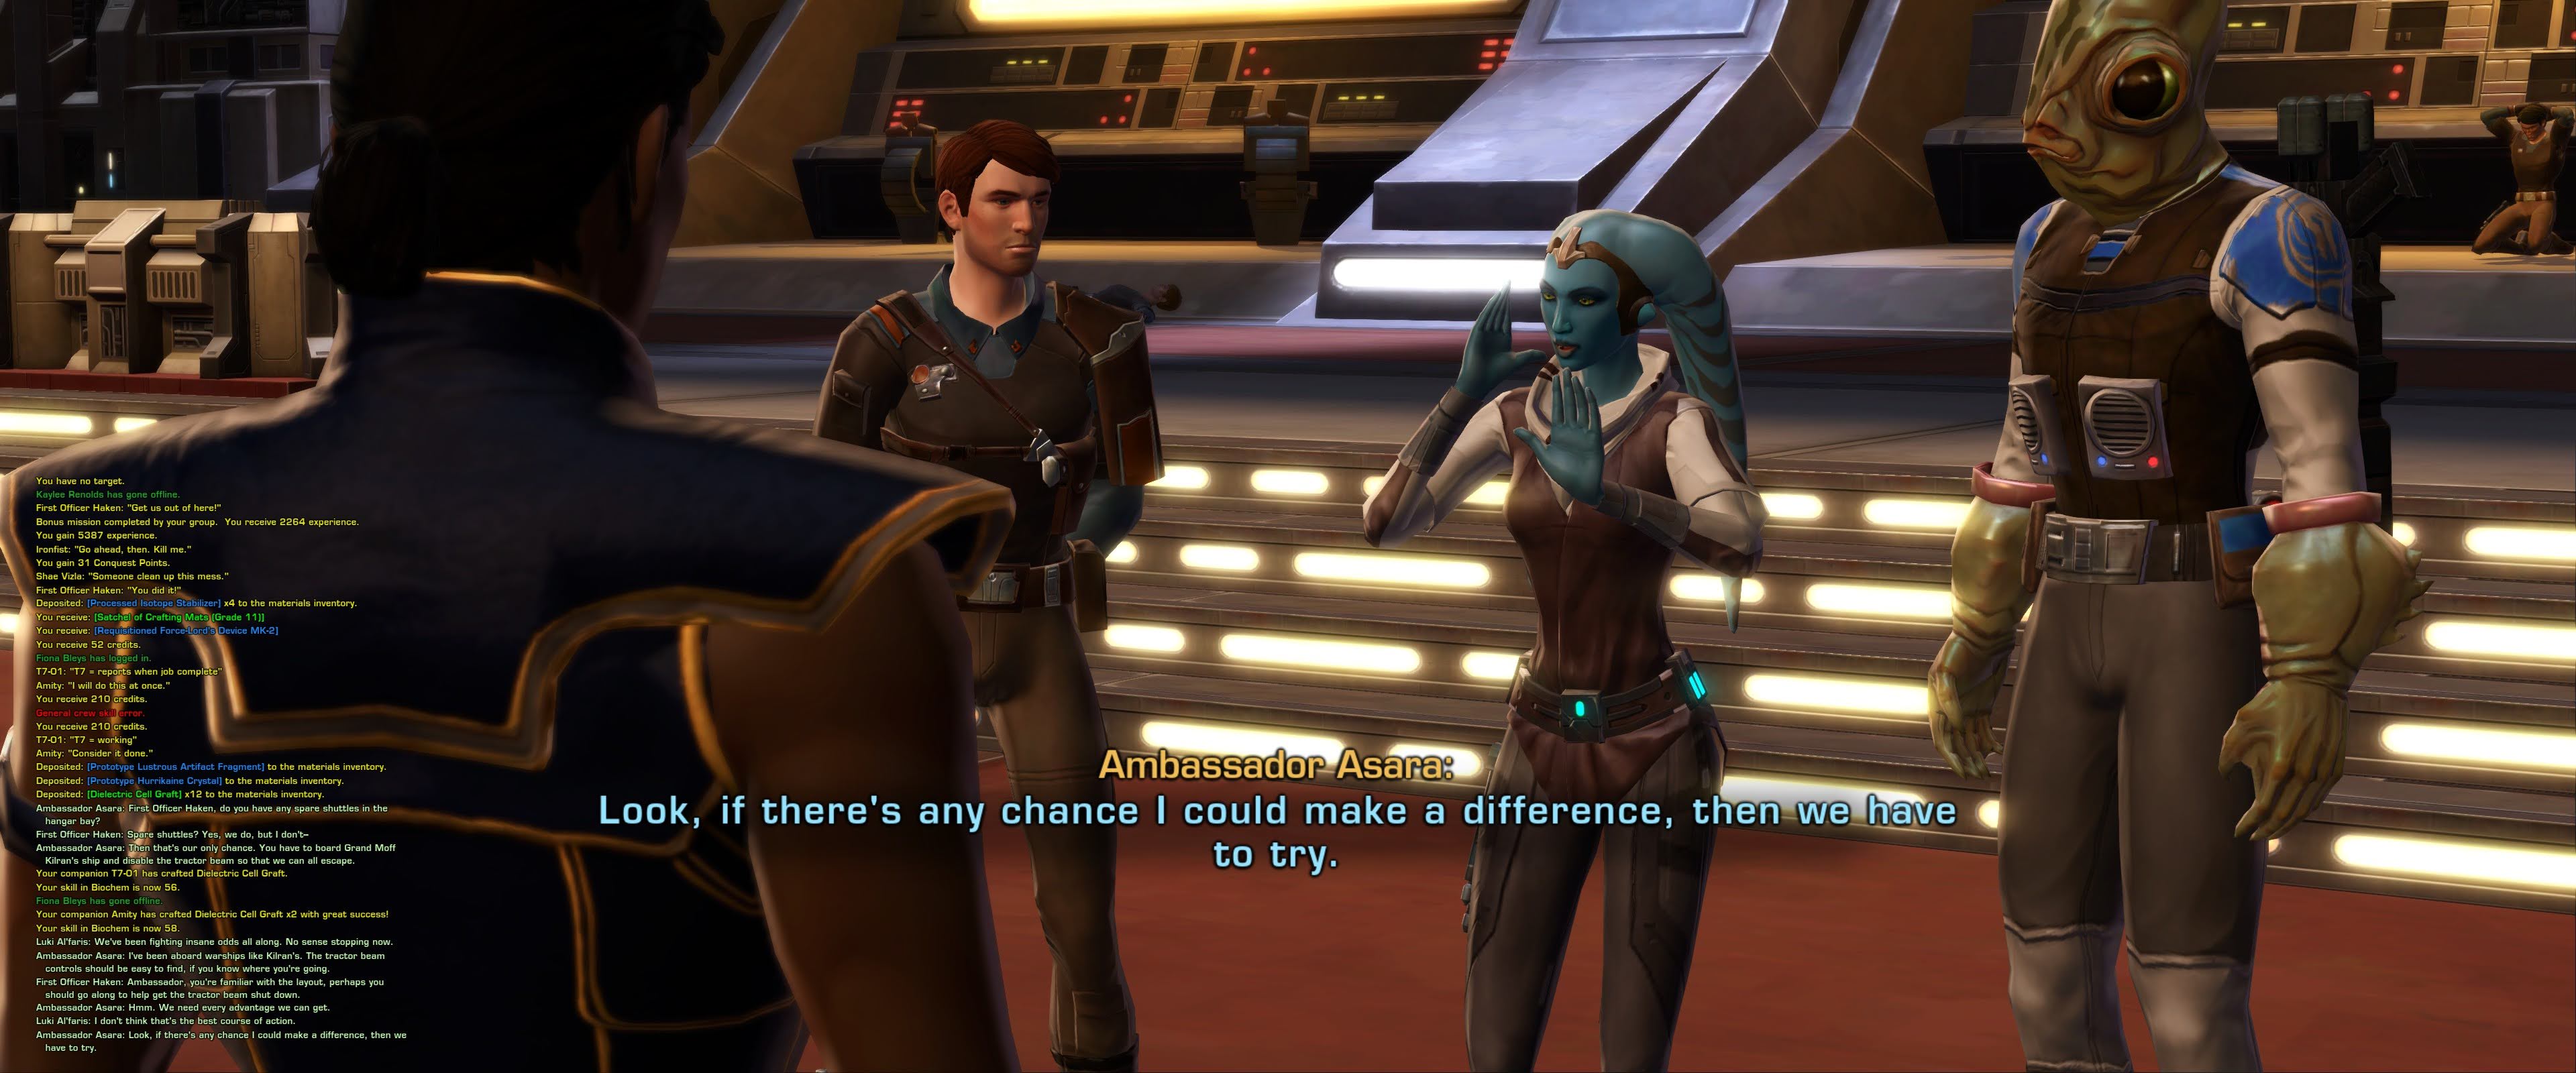 You have no target.
Kaylee Renolds has gone offline.
First Officer Haken: "Get us out of here!"
Bonus mission completed by your group.  You receive 2264 experience.
You gain 5387 experience.
Ironfist: "Go ahead, then. Kill me."
You gain 31 Conquest Points.
Shae Vizla: "Someone clean up this mess."
First Officer Haken: "You did it!"
Deposited: [Processed Isotope Stabilizer] x4 to the materials inventory.
You receive: [Satchel of Crafting Mats (Grade 11)]
You receive: [Requisitioned Force-Lord's Device MK-2]
You receive 52 credits.
Fiona Bleys has logged in.
T7-01: "T7 = reports when job complete"
Amity: "I will do this at once."
You receive 210 credits.
General crew skill error.
You receive 210 credits.
T7-01: "T7 = working"
Amity: "Consider it done."
Deposited: [Prototype Lustrous Artifact Fragment] to the materials inventory.
Deposited: [Prototype Hurrikaine Crystal] to the materials inventory.
Deposited: [Dielectric Cell Graft] x12 to the materials inventory.
Ambassador Asara: First Officer Haken, do you have any spare shuttles in the
hangar bay?
First Officer Haken: Spare shuttles? Yes, we do, but I don't–
Ambassador Asara: Then that's our only chance. You have to board Grand Moff
Kilran's ship and disable the tractor beam so that we can all escape.
Your companion T7-01 has crafted Dielectric Cell Graft.
Your skill in Biochem is now 56.
Fiona Bleys has gone offline.
Your companion Amity has crafted Dielectric Cell Graft x2 with great success!
Your skill in Biochem is now 58.
Luki Al'faris: We've been fighting insane odds all along. No sense stopping now.
Ambassador Asara: I've been aboard warships like Kilran's. The tractor beam
controls should be easy to find, if you know where you're going.
First Officer Haken: Ambassador, you're familiar with the layout, perhaps you
should go along to help get the tractor beam shut down.
Ambassador Asara: Hmm. We need every advantage we can get.
Luki Al'faris: I don't think that's the best course of action.
Ambassador Asara: Look, if there's any chance I could make a difference, then we
have to try.
Ambassador Asara:
Look, if there's any chance I could make a difference, then we have
to try.